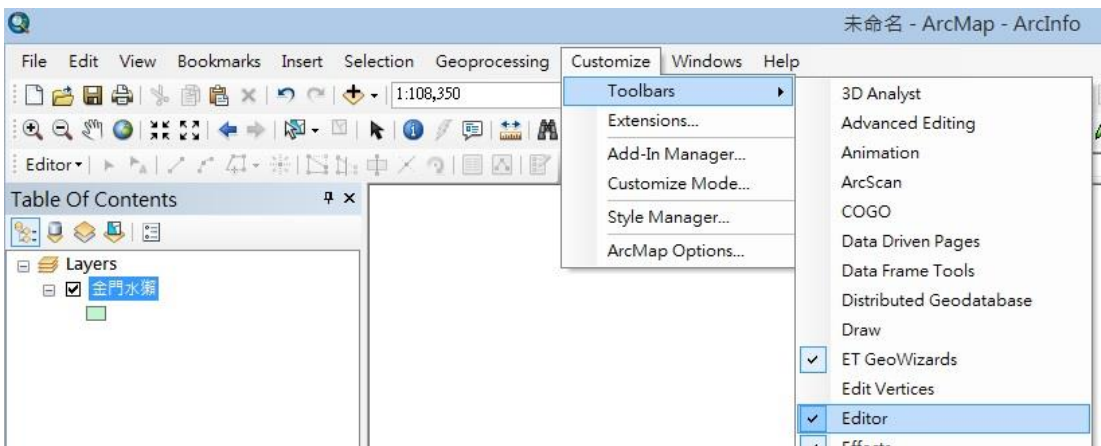 未命名 - ArcMap - ArcInfo
File Edit View Bookmarks Insert Selection Geoprocessing Customize Windows Help
1:108,350
Editor
Table Of Contents
Layers
金門水獺
Toolbars
Extensions...
Add-In Manager...
Customize Mode...
Style Manager...
ArcMap Options...
3D Analyst
Advanced Editing
Animation
ArcScan
COGO
Data Driven Pages
Data Frame Tools
Distributed Geodatabase
Draw
ET GeoWizards
Edit Vertices
Editor
Effects